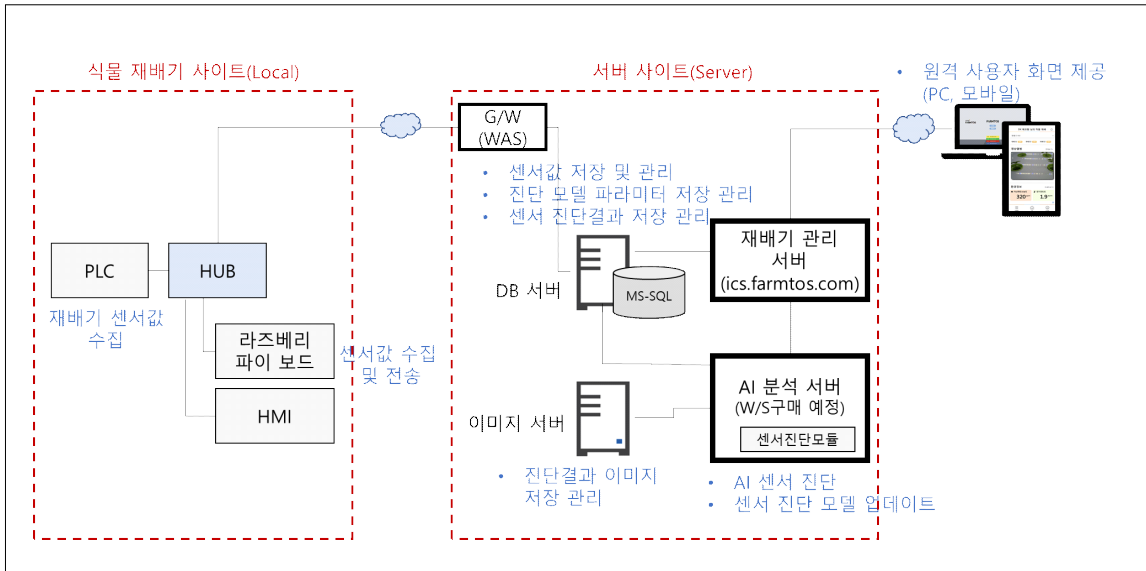 식물 재배기 사이트(Local)
서버 사이트(Server)
• 원격 사용자 화면 제공
(PC, 모바일)
G/W
(WAS)
• 센서값 저장 및 관리
• 진단 모델 파라미터 저장 관리
• 센서 진단결과 저장 관리
PLC
HUB
재배기 센서값
수집
라즈베리
파이 보드
센서값 수집
및 전송
HMI
DB 서버
MS-SQL
재배기 관리
서버
(ics.farmtos.com)
이미지 서버
• 진단결과 이미지
저장 관리
AI 분석 서버
(W/S구매 예정)
센서진단모듈
• AI 센서 진단
• 센서 진단 모델 업데이트
320
1.9